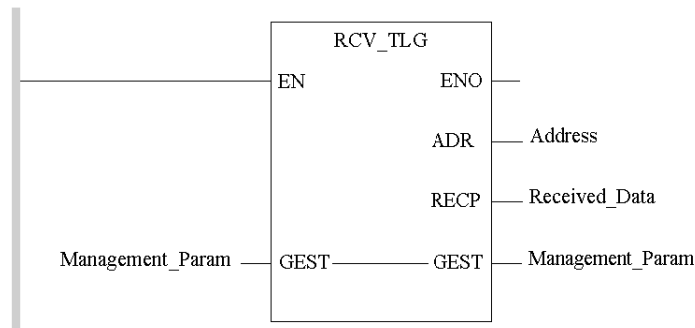 RCV_TLG
EN ENO
ADR Address
RECP Received_Data
Management_Param GEST GEST Management_Param